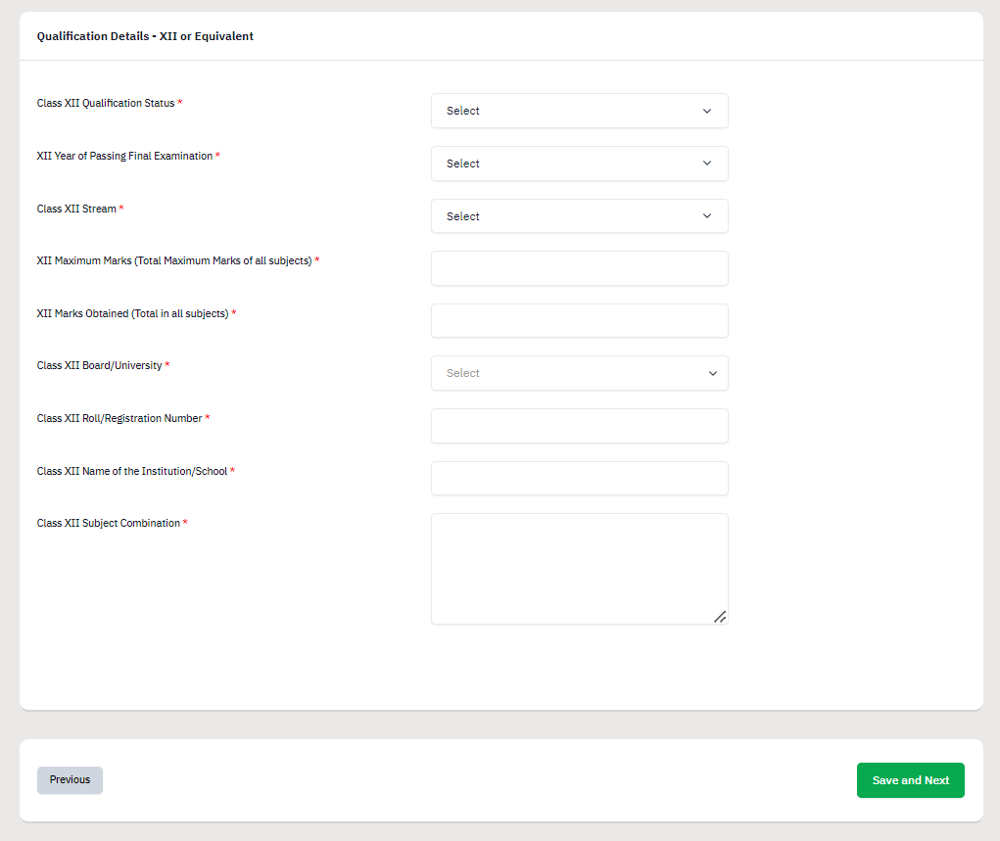 Qualification Details - XII or Equivalent
Class XII Qualification Status *
Select
XII Year of Passing Final Examination *
Select
Class XII Stream *
Select
XII Maximum Marks (Total Maximum Marks of all subjects) *
XII Marks Obtained (Total in all subjects) *
Class XII Board/University *
Select
Class XII Roll/Registration Number *
Class XII Name of the Institution/School *
Class XII Subject Combination *
Previous
Save and Next